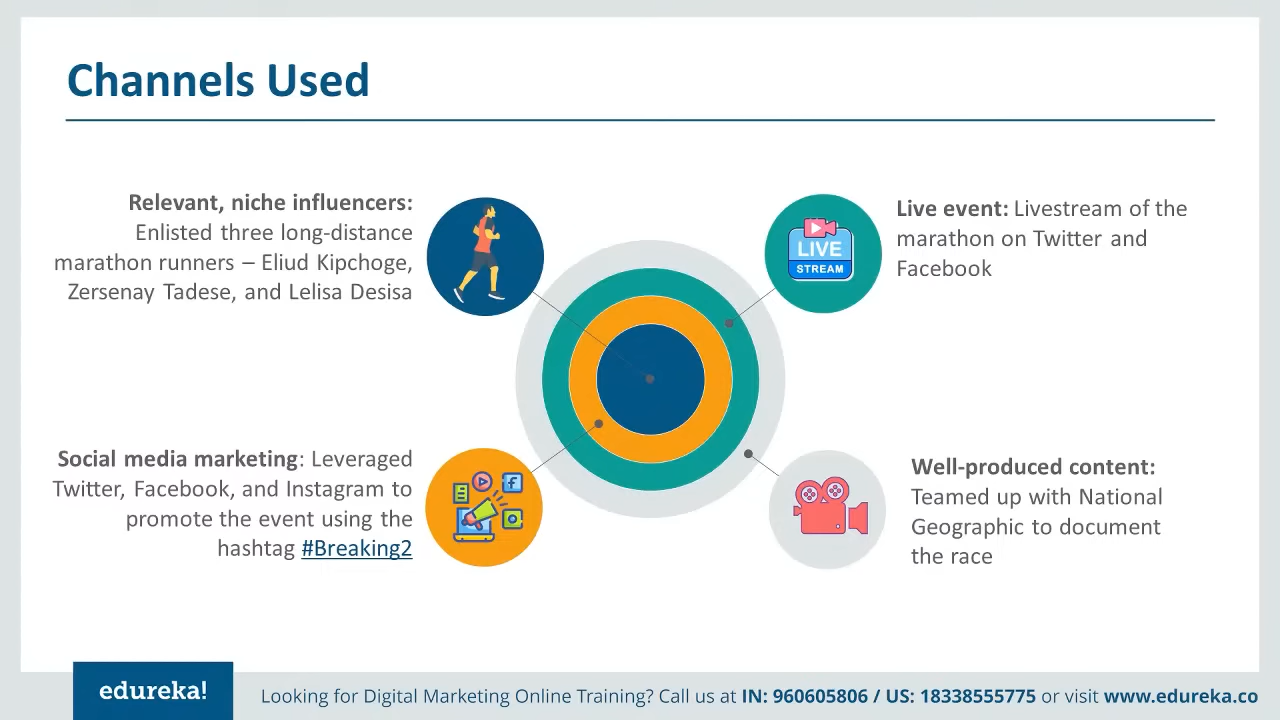 Channels Used
Relevant, niche influencers:
Enlisted three long-distance
marathon runners – Eliud Kipchoge,
Zersenay Tadese, and Lelisa Desisa
LIVE
STREAM
Live event: Livestream of the
marathon on Twitter and
Facebook
Social media marketing: Leveraged
Twitter, Facebook, and Instagram to
promote the event using the
hashtag #Breaking2
f
Well-produced content:
Teamed up with National
Geographic to document
the race
edureka!
Looking for Digital Marketing Online Training? Call us at IN: 960605806 / US: 18338555775 or visit www.edureka.co